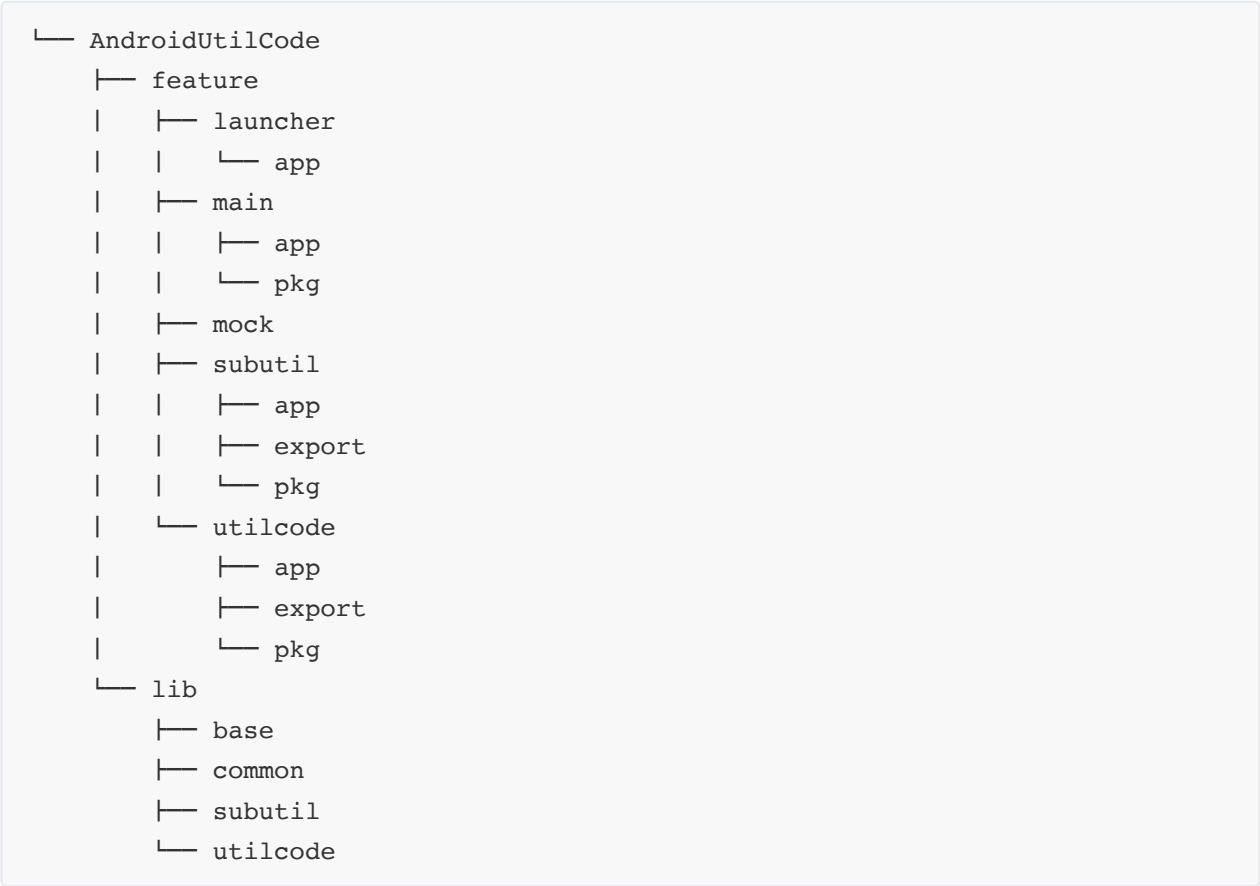 └── AndroidUtilCode
    ├── feature
    │   ├── launcher
    │   │   └── app
    │   ├── main
    │   │   ├── app
    │   │   └── pkg
    │   ├── mock
    │   ├── subutil
    │   │   ├── app
    │   │   ├── export
    │   │   └── pkg
    │   └── utilcode
    │       ├── app
    │       ├── export
    │       └── pkg
    └── lib
        ├── base
        ├── common
        ├── subutil
        └── utilcode